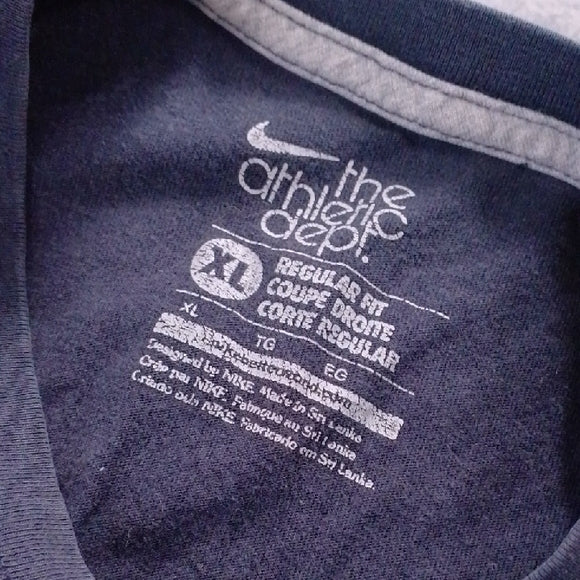 the
athletic
dept.
XL
REGULAR FIT
COUPE DROITE
CORTE REGULAR
XL TG EG
Designed by NIKE. Made in Sri Lanka
Crée par NIKE. Fabriqué au Sri Lanka
Criado pela NIKE. Fabricado em Sri Lanka.